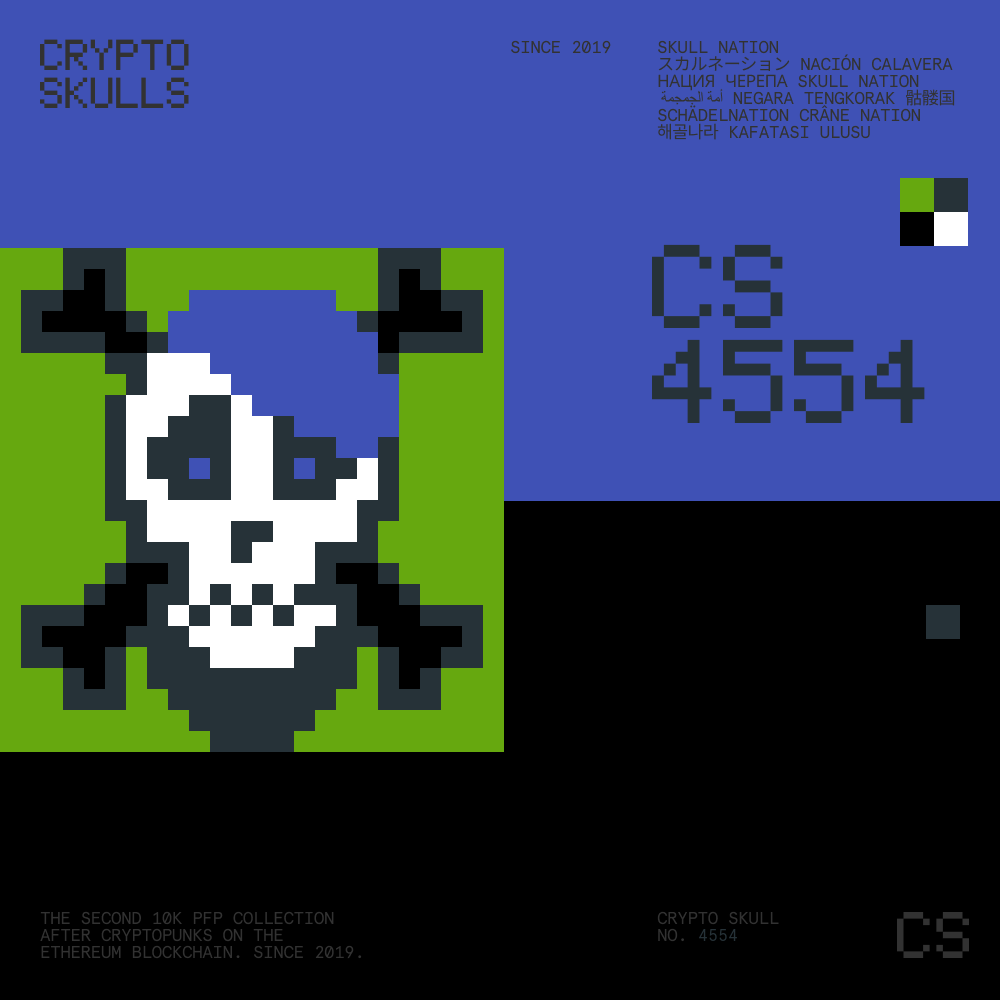 CRYPTO
SKULLS
SINCE 2019
SKULL NATION
スカルネーション NACIÓN CALAVERA
НАЦИЯ ЧЕРЕПА SKULL NATION
أمة الجمجمة NEGARA TENGKORAK 骷髅国
SCHÄDELNATION CRÂNE NATION
해골나라 KAFATASI ULUSU
CS
4554
THE SECOND 10K PFP COLLECTION
AFTER CRYPTOPUNKS ON THE
ETHEREUM BLOCKCHAIN. SINCE 2019.
CRYPTO SKULL
NO. 4554
CS